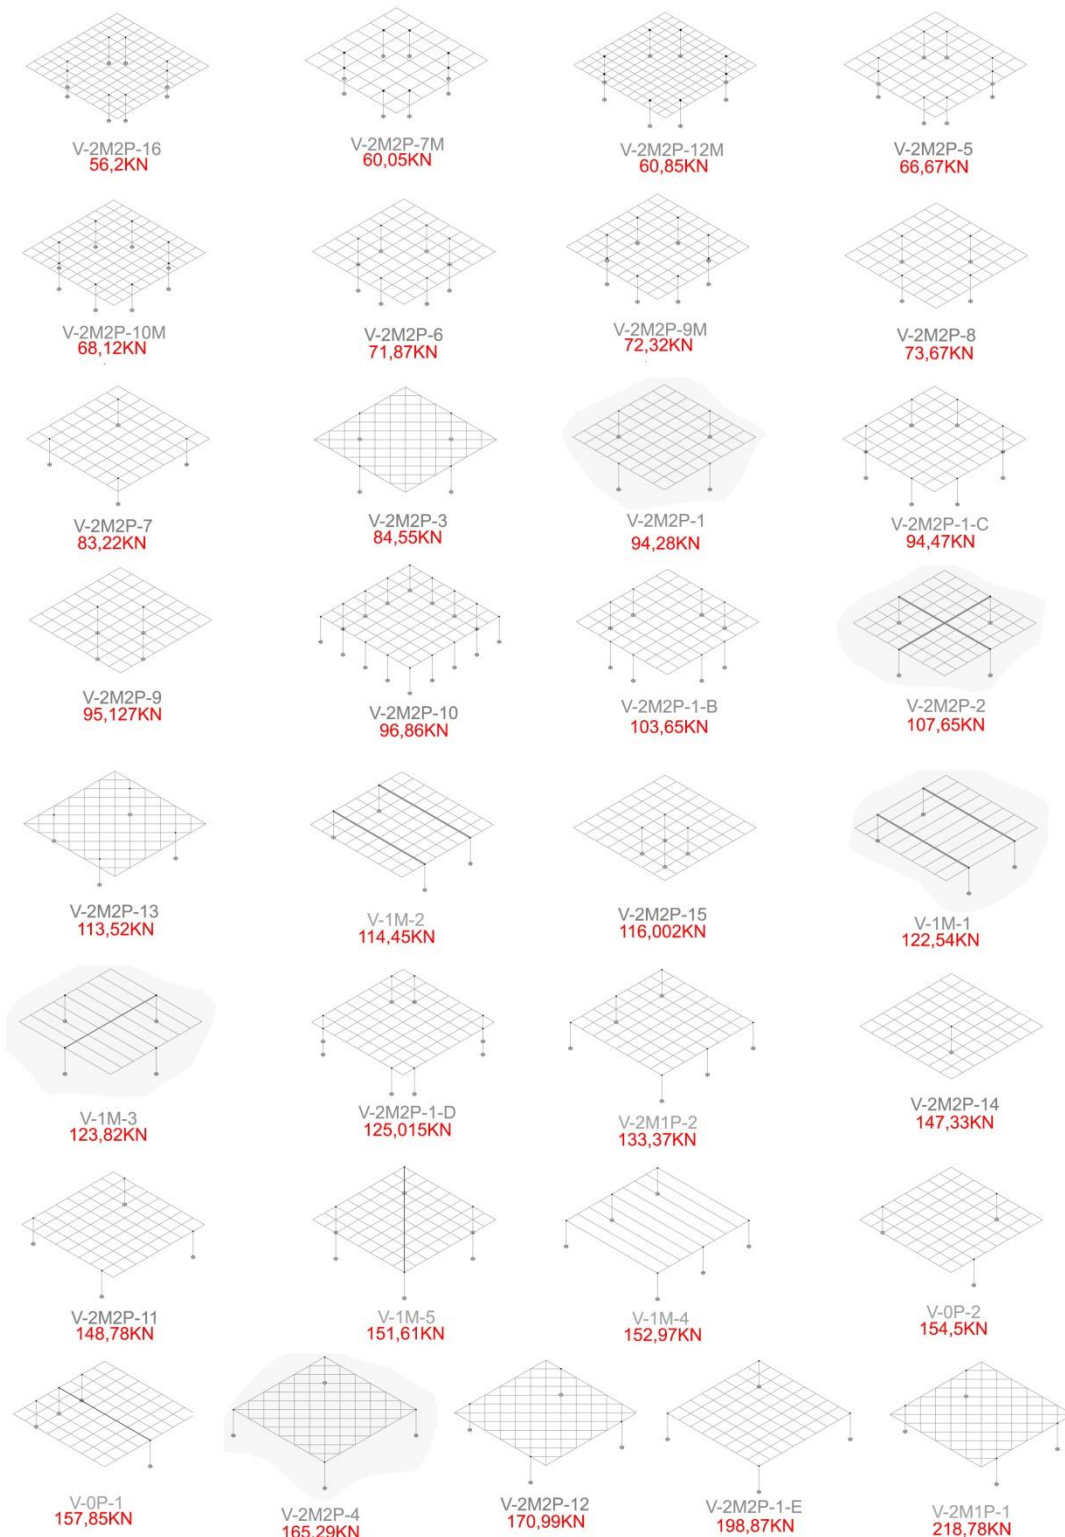 V-2M2P-16
56,2KN
V-2M2P-7M
60,05KN
V-2M2P-12M
60,85KN
V-2M2P-5
66,67KN
V-2M2P-10M
68,12KN
V-2M2P-6
71,87KN
V-2M2P-9M
72,32KN
V-2M2P-8
73,67KN
V-2M2P-7
83,22KN
V-2M2P-3
84,55KN
V-2M2P-1
94,28KN
V-2M2P-1-C
94,47KN
V-2M2P-9
95,127KN
V-2M2P-10
96,86KN
V-2M2P-1-B
103,65KN
V-2M2P-2
107,65KN
V-2M2P-13
113,52KN
V-1M-2
114,45KN
V-2M2P-15
116,002KN
V-1M-1
122,54KN
V-1M-3
123,82KN
V-2M2P-1-D
125,015KN
V-2M1P-2
133,37KN
V-2M2P-14
147,33KN
V-2M2P-11
148,78KN
V-1M-5
151,61KN
V-1M-4
152,97KN
V-0P-2
154,5KN
V-0P-1
157,85KN
V-2M2P-4
165,29KN
V-2M2P-12
170,99KN
V-2M2P-1-E
198,87KN
V-2M1P-1
218,78KN